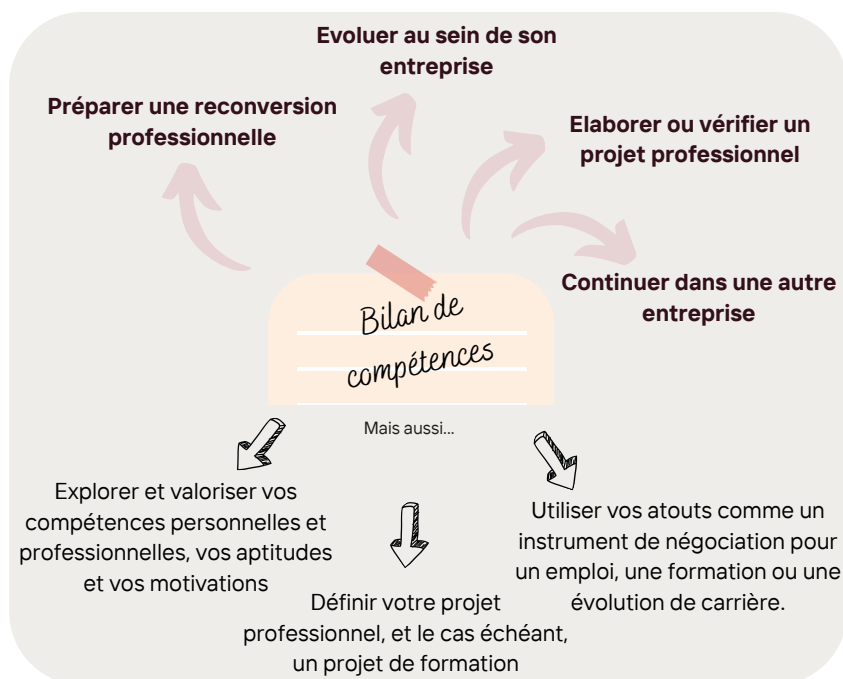 Evoluer au sein de son
entreprise
Préparer une reconversion
professionnelle
Elaborer ou vérifier un
projet professionnel
Continuer dans une autre
entreprise
Bilan de
compétences
Mais aussi...
Explorer et valoriser vos
compétences personnelles et
professionnelles, vos aptitudes
et vos motivations
Définir votre projet
professionnel, et le cas échéant,
un projet de formation
Utiliser vos atouts comme un
instrument de négociation pour
un emploi, une formation ou une
évolution de carrière.